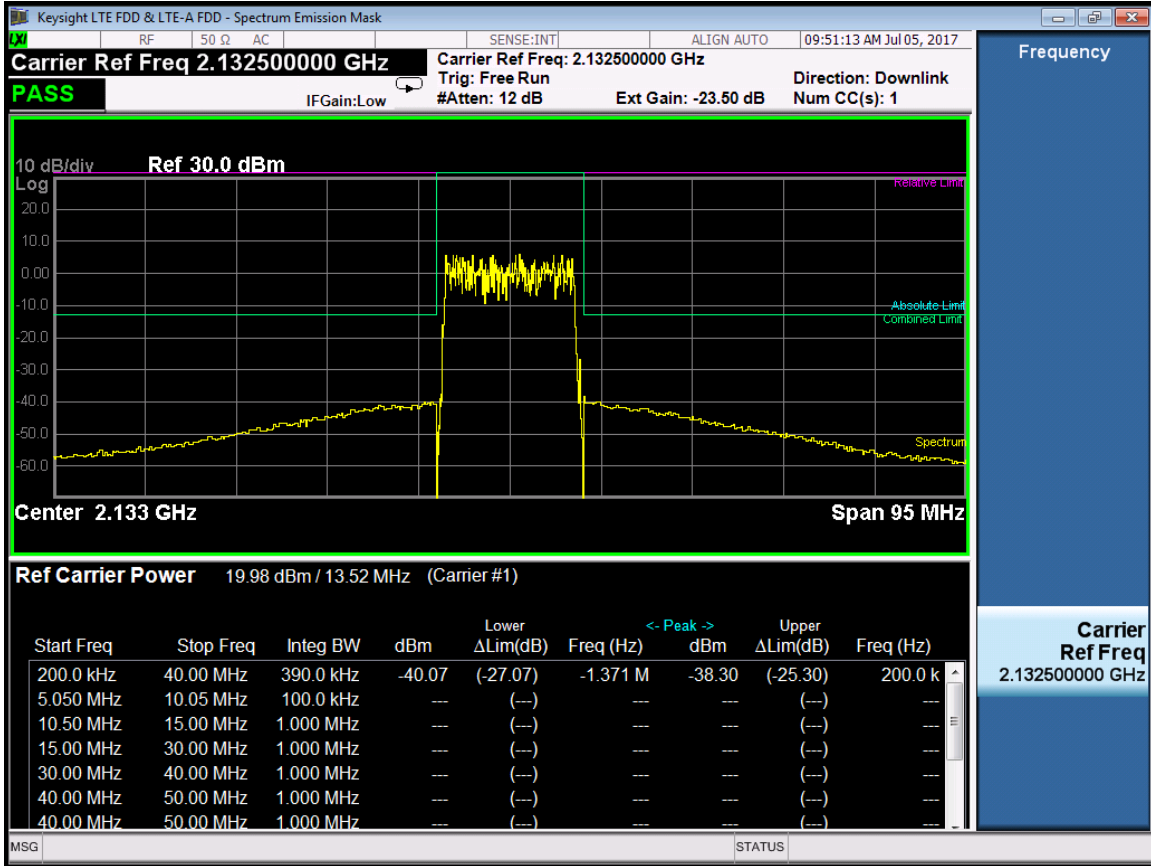 Keysight LTE FDD & LTE-A FDD - Spectrum Emission Mask
LXI RF 50 Ω AC SENSE:INT ALIGN AUTO 09:51:13 AM Jul 05, 2017
Carrier Ref Freq 2.132500000 GHz
PASS
IFGain:Low
Carrier Ref Freq: 2.132500000 GHz
Trig: Free Run Direction: Downlink
#Atten: 12 dB Ext Gain: -23.50 dB Num CC(s): 1
Frequency
10 dB/div Ref 30.0 dBm
Log
Relative Limit
20.0
10.0
0.00
-10.0
Absolute Limit
Combined Limit
-20.0
-30.0
-40.0
-50.0
Spectrum
-60.0
Center 2.133 GHz Span 95 MHz
Ref Carrier Power 19.98 dBm / 13.52 MHz (Carrier #1)
Lower <- Peak -> Upper
Start Freq Stop Freq Integ BW dBm ΔLim(dB) Freq (Hz) dBm ΔLim(dB) Freq (Hz)
200.0 kHz 40.00 MHz 390.0 kHz -40.07 (-27.07) -1.371 M -38.30 (-25.30) 200.0 k
5.050 MHz 10.05 MHz 100.0 kHz --- (---) --- --- (---) ---
10.50 MHz 15.00 MHz 1.000 MHz --- (---) --- --- (---) ---
15.00 MHz 30.00 MHz 1.000 MHz --- (---) --- --- (---) ---
30.00 MHz 40.00 MHz 1.000 MHz --- (---) --- --- (---) ---
40.00 MHz 50.00 MHz 1.000 MHz --- (---) --- --- (---) ---
40.00 MHz 50.00 MHz 1.000 MHz --- (---) --- --- (---) ---
Carrier
Ref Freq
2.132500000 GHz
MSG STATUS